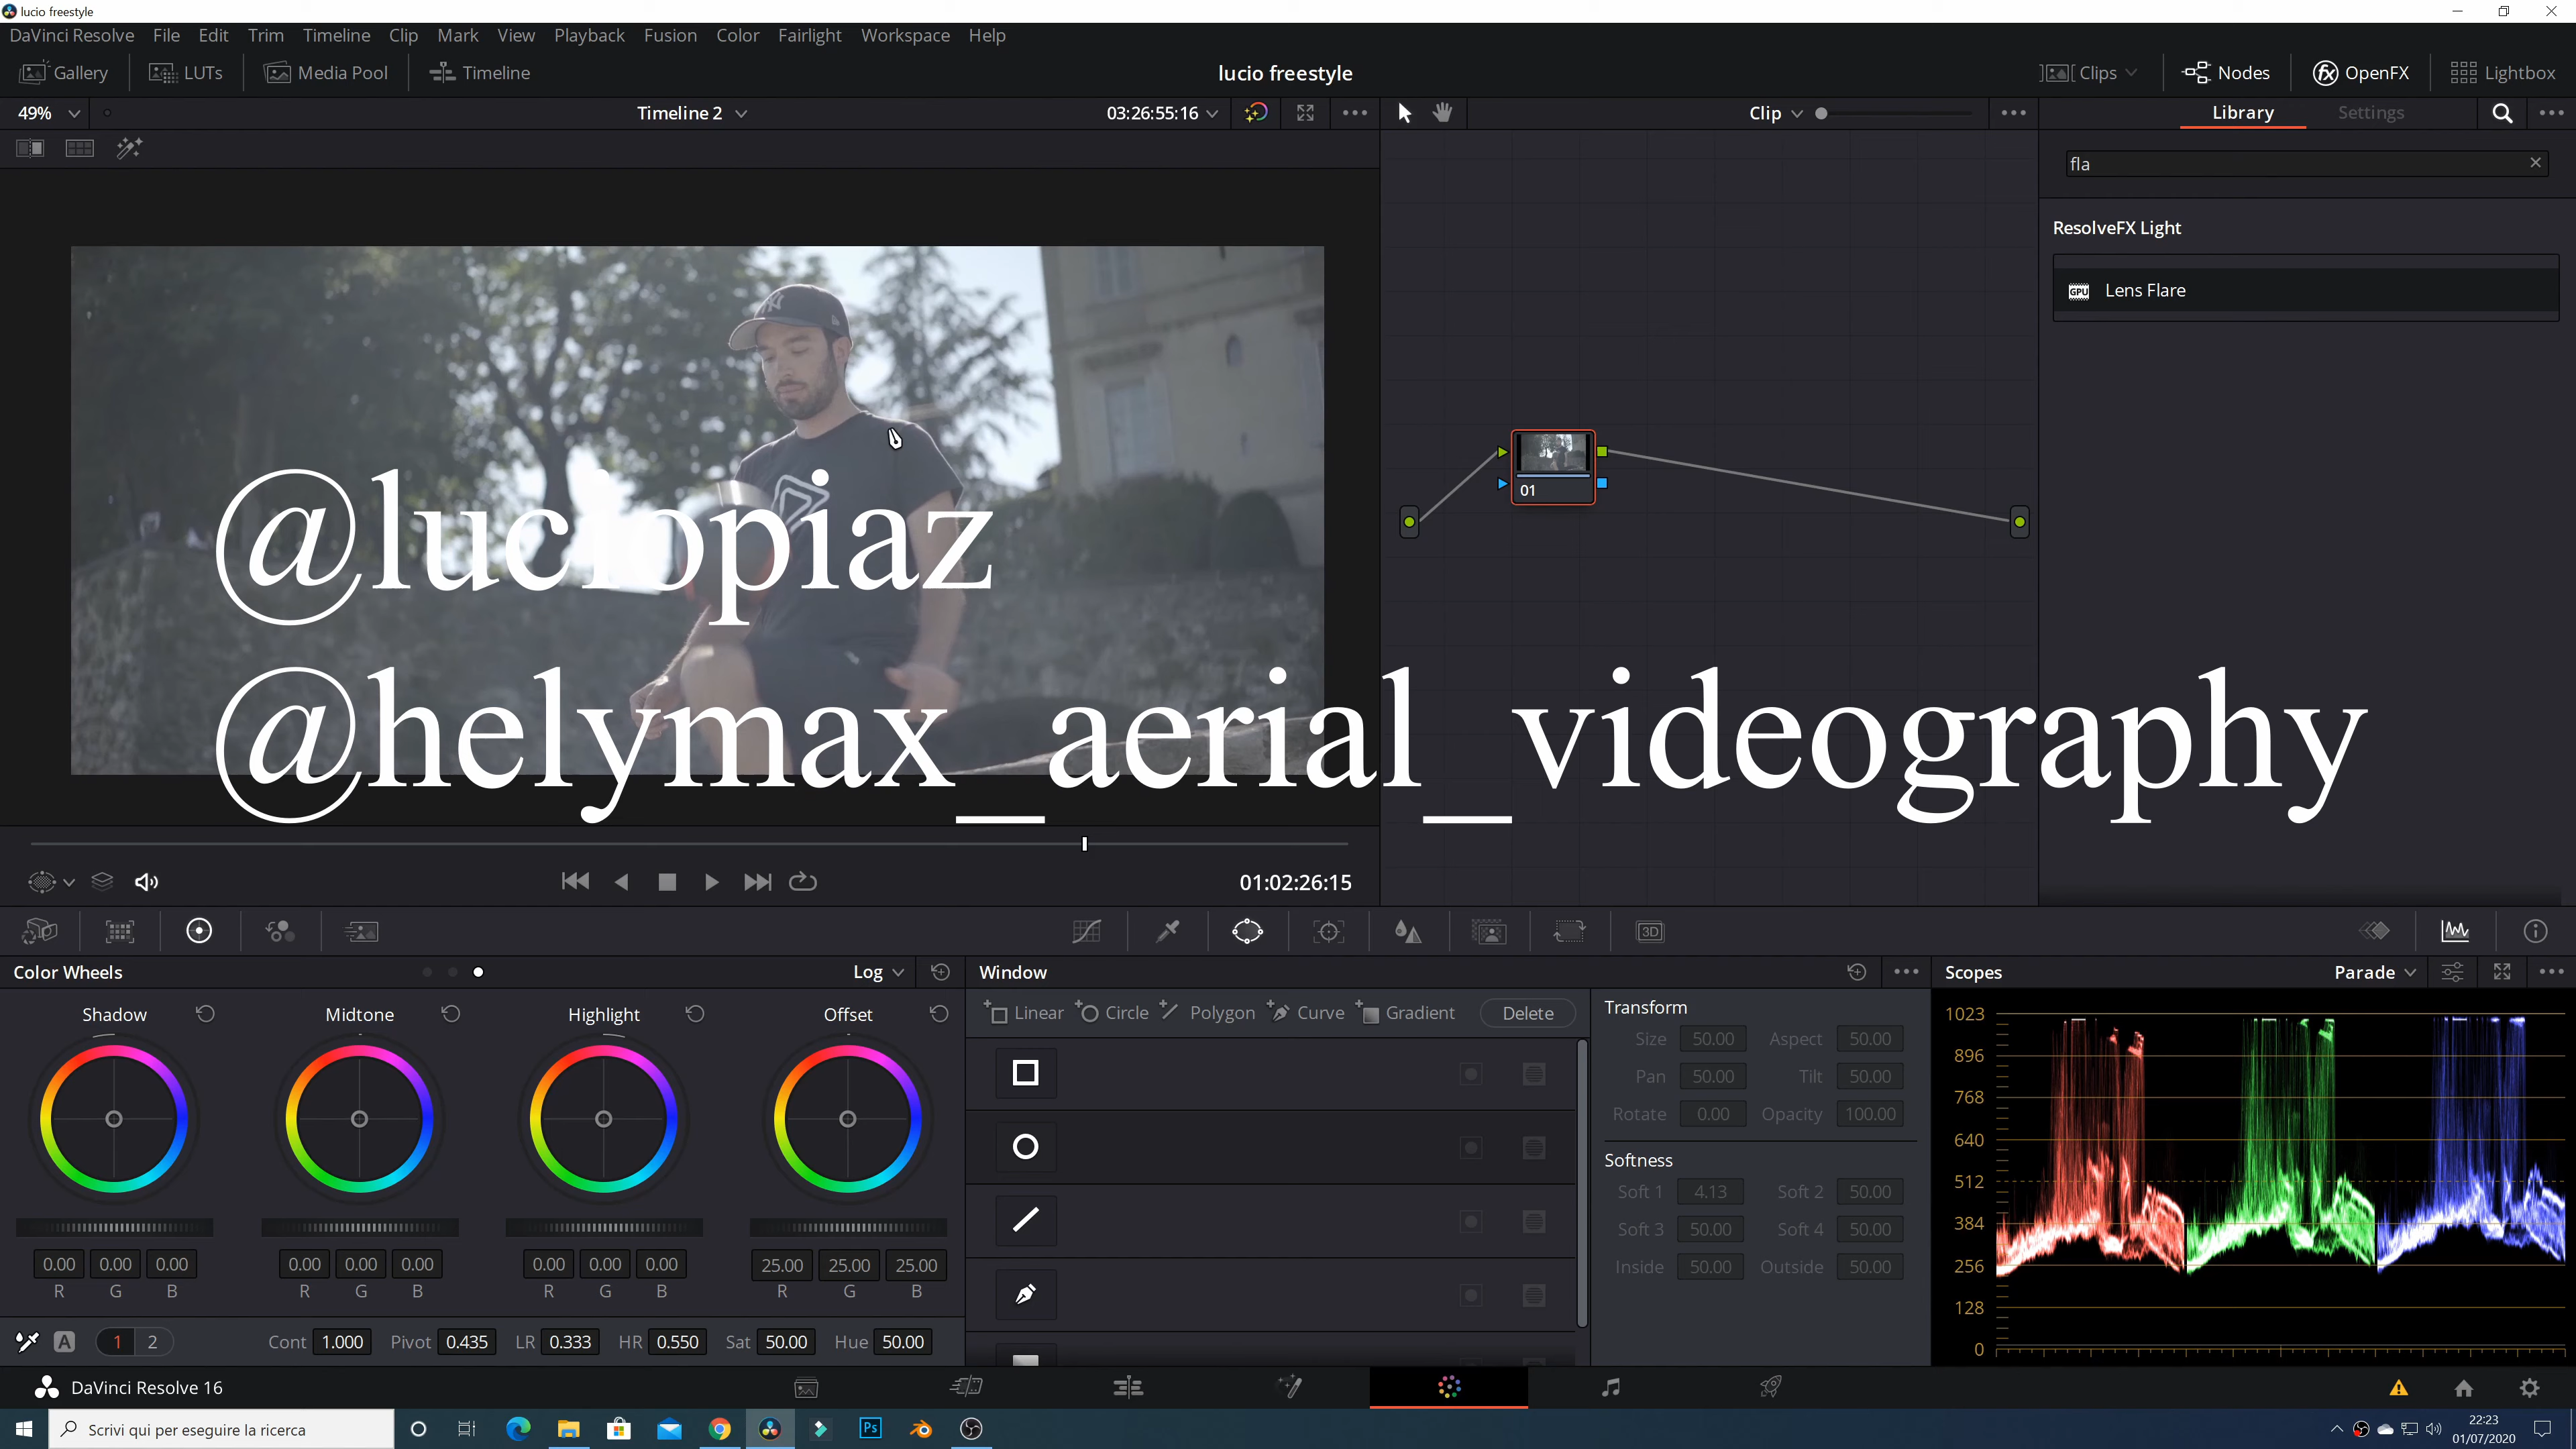 lucio freestyle
DaVinci Resolve File Edit Trim Timeline Clip Mark View Playback Fusion Color Fairlight Workspace Help
Gallery LUTs Media Pool Timeline lucio freestyle Clips Nodes OpenFX Lightbox
49% Timeline 2 03:26:55:16 Clip Library Settings
fla
ResolveFX Light
GPU Lens Flare
01
@luciopiaz
@helymax_aerial_videography
01:02:26:15
3D
Color Wheels Log Window Scopes Parade
Shadow Midtone Highlight Offset
Linear Circle Polygon Curve Gradient Delete
Transform
Size 50.00 Aspect 50.00
Pan 50.00 Tilt 50.00
Rotate 0.00 Opacity 100.00
Softness
Soft 1 4.13 Soft 2 50.00
Soft 3 50.00 Soft 4 50.00
Inside 50.00 Outside 50.00
1023
896
768
640
512
384
256
128
0
0.00 0.00 0.00 0.00 0.00 0.00 0.00 0.00 0.00 25.00 25.00 25.00
R G B R G B R G B R G B
A 1 2 Cont 1.000 Pivot 0.435 LR 0.333 HR 0.550 Sat 50.00 Hue 50.00
DaVinci Resolve 16
Scrivi qui per eseguire la ricerca
Ps
22:23
01/07/2020